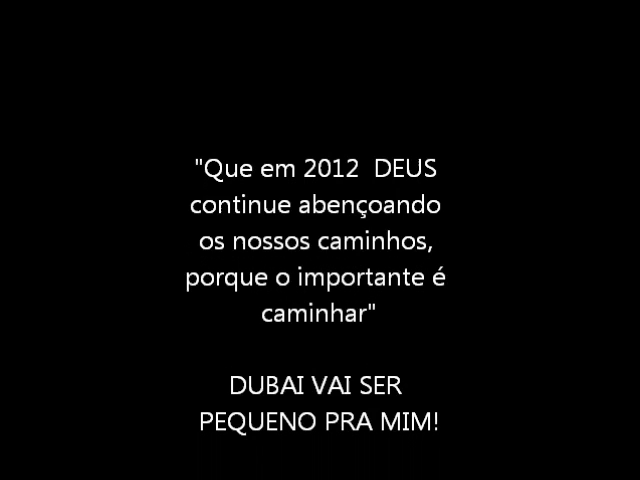 "Que em 2012  DEUS
continue abençoando
os nossos caminhos,
porque o importante é
caminhar"
DUBAI VAI SER
PEQUENO PRA MIM!